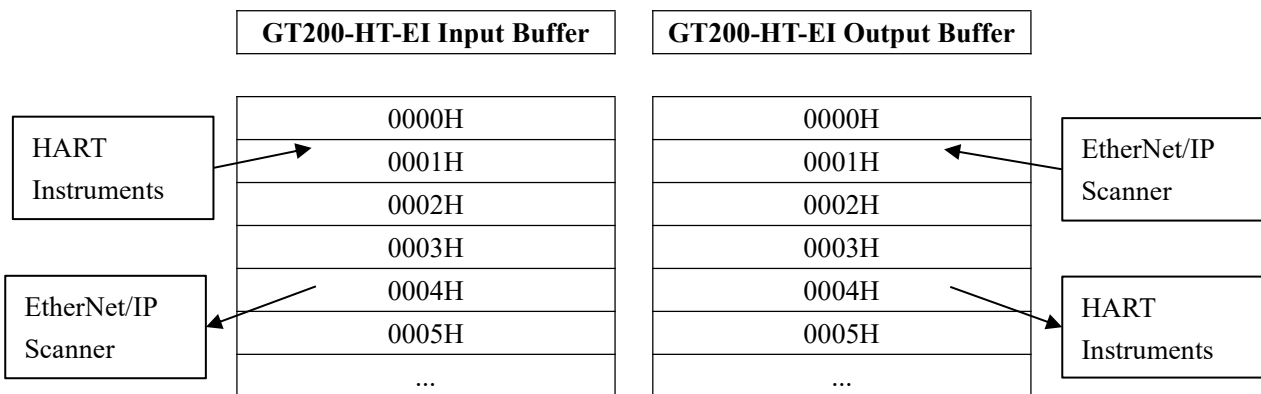 GT200-HT-EI Input Buffer
GT200-HT-EI Output Buffer
HART
Instruments
EtherNet/IP
Scanner
0000H
0001H
0002H
0003H
0004H
0005H
...
0000H
0001H
0002H
0003H
0004H
0005H
...
EtherNet/IP
Scanner
HART
Instruments